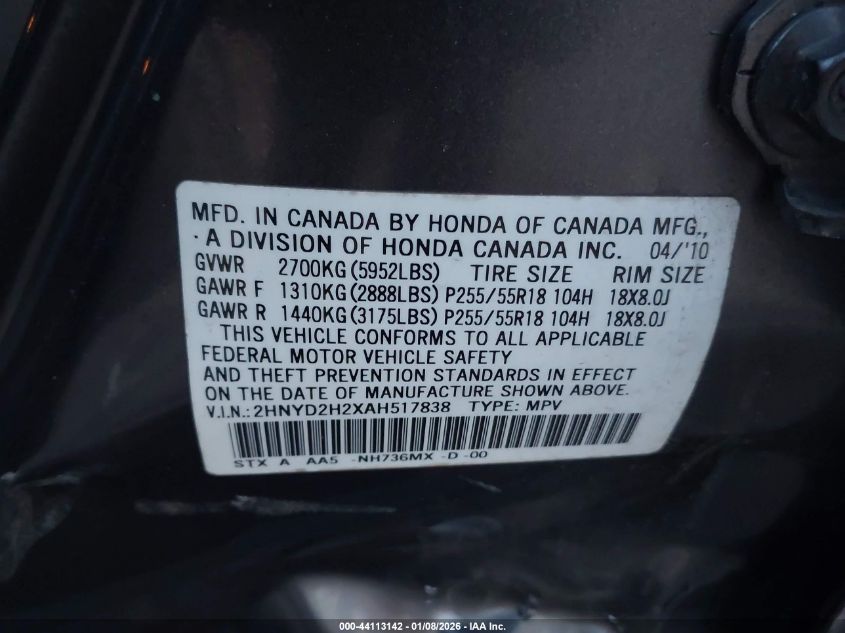 MFD. IN CANADA BY HONDA OF CANADA MFG.,
A DIVISION OF HONDA CANADA INC. 04/'10
GVWR 2700KG(5952LBS) TIRE SIZE RIM SIZE
GAWR F 1310KG(2888LBS) P255/55R18 104H 18X8.0J
GAWR R 1440KG(3175LBS) P255/55R18 104H 18X8.0J
THIS VEHICLE CONFORMS TO ALL APPLICABLE
FEDERAL MOTOR VEHICLE SAFETY
AND THEFT PREVENTION STANDARDS IN EFFECT
ON THE DATE OF MANUFACTURE SHOWN ABOVE.
V.I.N.:2HNYD2H2XAH517838 TYPE: MPV
STX A AA5 -NH736MX -D -00
000-44113142 - 01/08/2026 - IAA Inc.